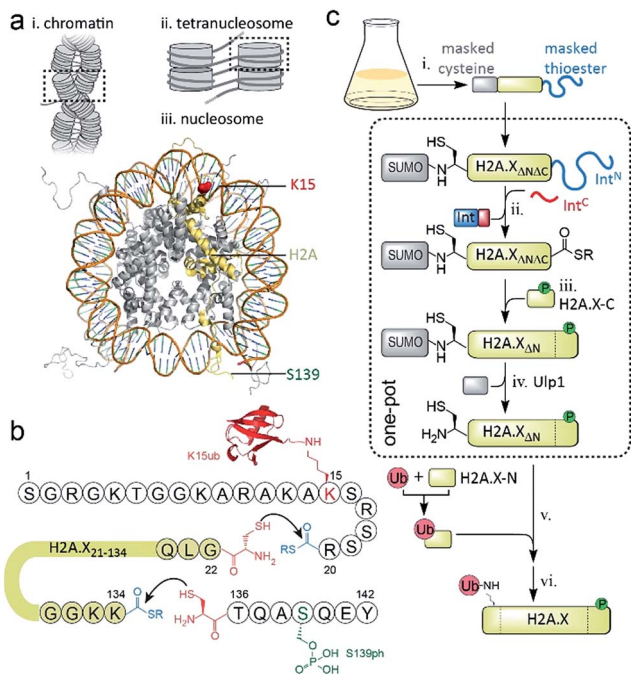 a
i. chromatin
ii. tetranucleosome
iii. nucleosome
K15
H2A
S139
b
K15ub
NH
1
15
S G R G K T G G K A R A K A K S
R
S
S
R
20
H2A.X21-134
Q L G
22
SH
NH2
O
RS
134
G G K K
O
SR
HS
H2N
O
136
142
T Q A S Q E Y
O
P
OH
OH
O
S139ph
c
i.
masked
cysteine
masked
thioester
HS
SUMO
N
H
H2A.XΔNΔC
IntN
Int
ii.
IntC
HS
SUMO
N
H
H2A.XΔNΔC
O
SR
iii.
P
H2A.X-C
HS
SUMO
N
H
H2A.XΔN
P
iv. Ulp1
HS
H2N
H2A.XΔN
P
one-pot
Ub + H2A.X-N
Ub
v.
vi.
Ub-NH
H2A.X
P